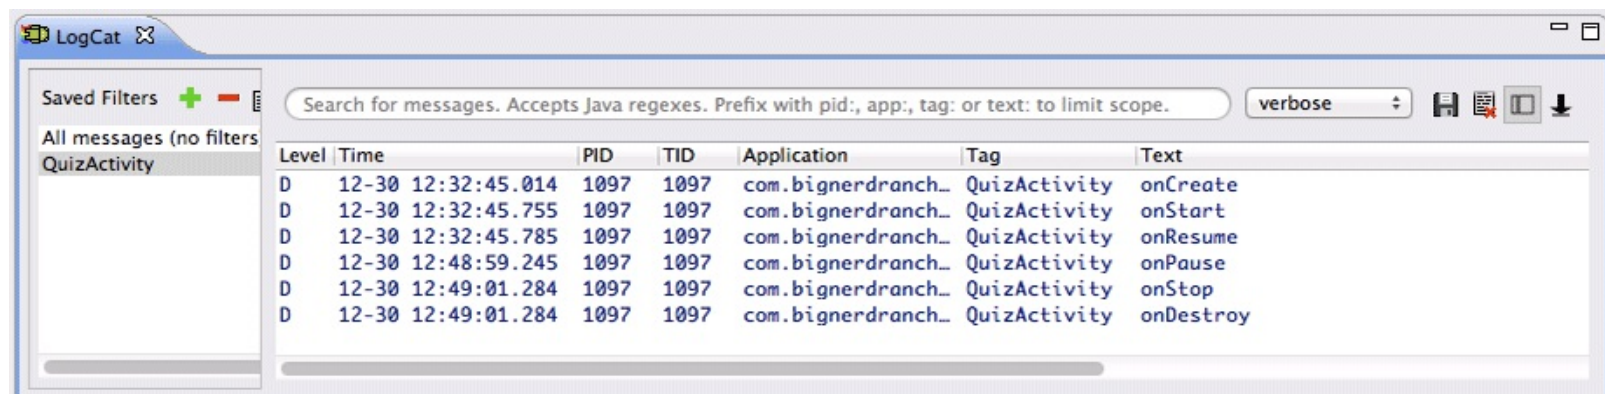 LogCat
Saved Filters
All messages (no filters
QuizActivity
Search for messages. Accepts Java regexes. Prefix with pid:, app:, tag: or text: to limit scope.
verbose
Level Time PID TID Application Tag Text
D 12-30 12:32:45.014 1097 1097 com.bignerdranch… QuizActivity onCreate
D 12-30 12:32:45.755 1097 1097 com.bignerdranch… QuizActivity onStart
D 12-30 12:32:45.785 1097 1097 com.bignerdranch… QuizActivity onResume
D 12-30 12:48:59.245 1097 1097 com.bignerdranch… QuizActivity onPause
D 12-30 12:49:01.284 1097 1097 com.bignerdranch… QuizActivity onStop
D 12-30 12:49:01.284 1097 1097 com.bignerdranch… QuizActivity onDestroy